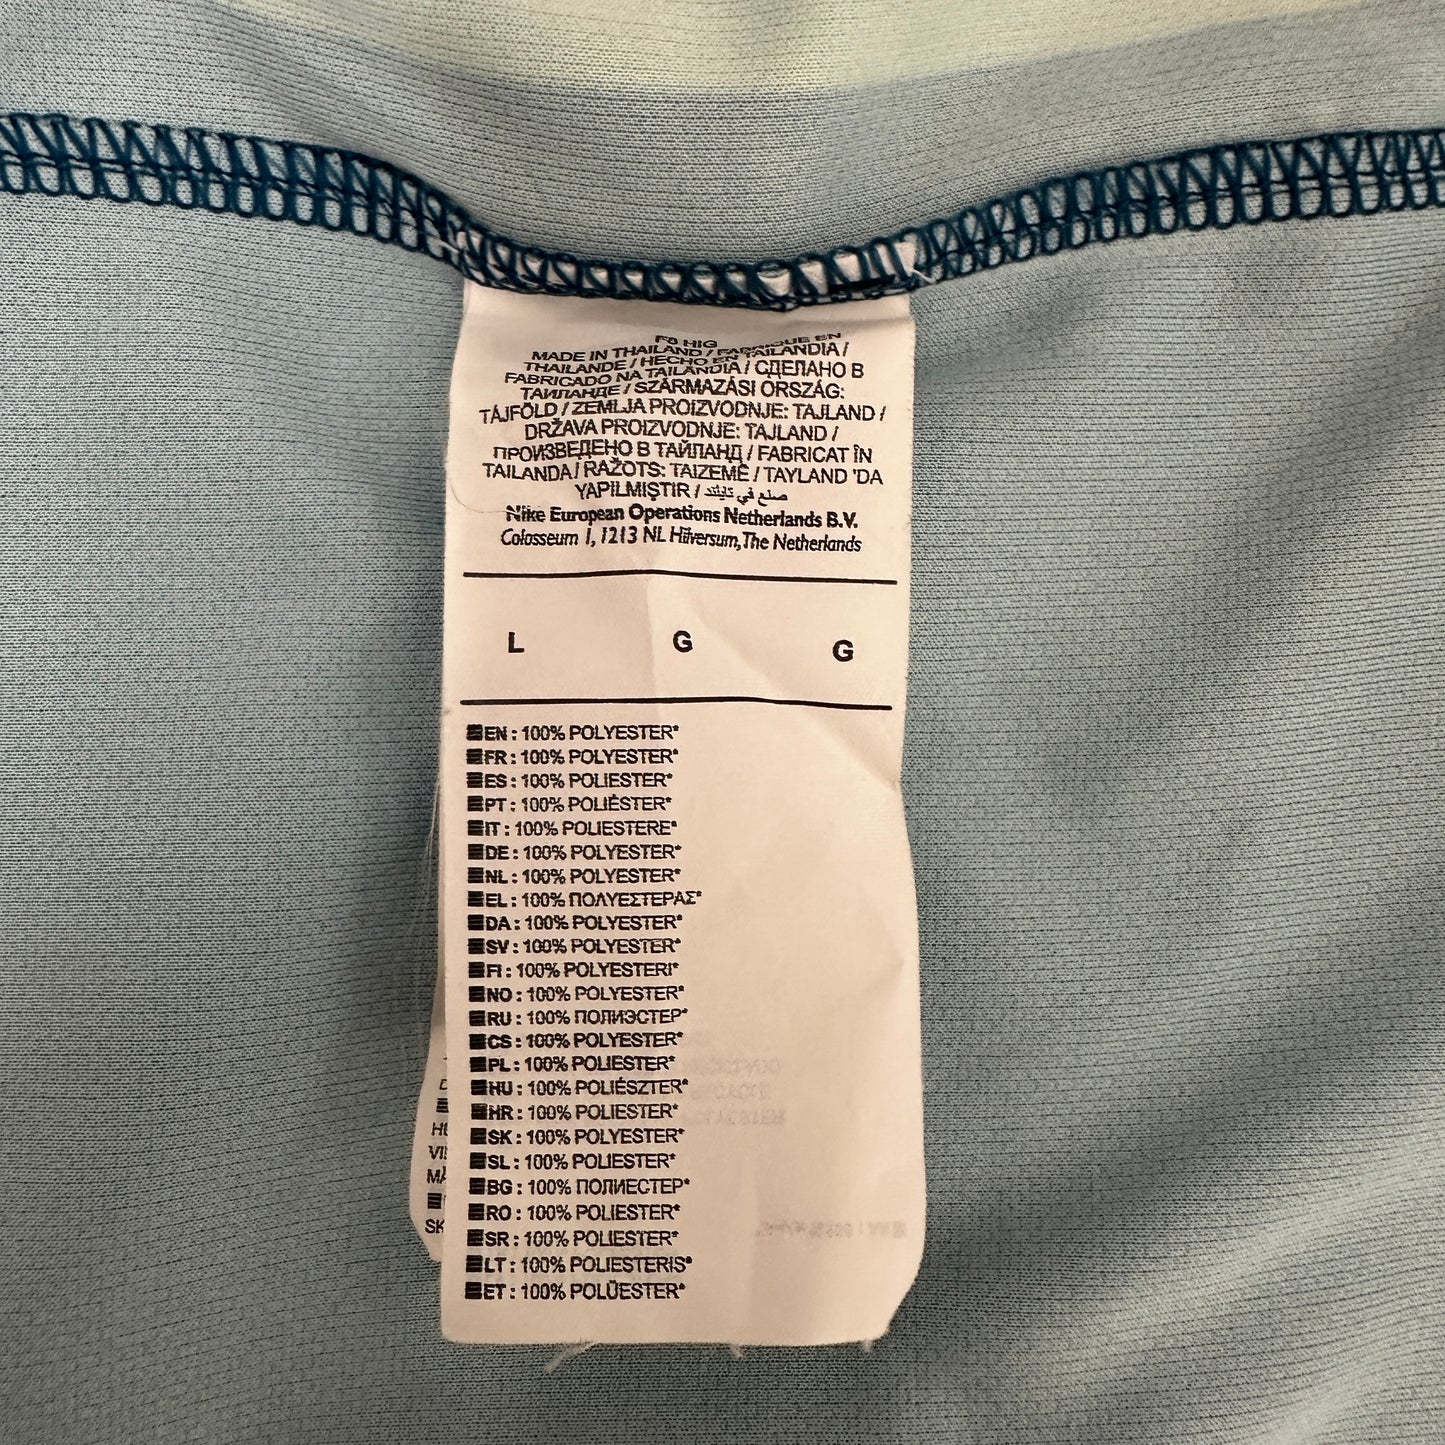 F8 HIG
MADE IN THAILAND / FABRIQUE EN
THAILANDE / HECHO EN TAILANDIA /
FABRICADO NA TAILÂNDIA / СДЕЛАНО В
ТАИЛАНДЕ / SZÁRMAZÁSI ORSZÁG:
TÁJFÖLD / ZEMLJA PROIZVODNJE: TAJLAND /
DRŽAVA PROIZVODNJE: TAJLAND /
ПРОИЗВЕДЕНО В ТАЙЛАНД / FABRICAT ÎN
TAILANDA / RAŽOTS: TAIZEMĒ / TAYLAND 'DA
YAPILMIŞTIR / صنع في تايلند
Nike European Operations Netherlands B.V.
Colosseum 1, 1213 NL Hilversum, The Netherlands
L G G
EN : 100% POLYESTER*
FR : 100% POLYESTER*
ES : 100% POLIESTER*
PT : 100% POLIÉSTER*
IT : 100% POLIESTERE*
DE : 100% POLYESTER*
NL : 100% POLYESTER*
EL : 100% ΠΟΛΥΕΣΤΕΡΑΣ*
DA : 100% POLYESTER*
SV : 100% POLYESTER*
FI : 100% POLYESTERI*
NO : 100% POLYESTER*
RU : 100% ПОЛИЭСТЕР*
CS : 100% POLYESTER*
PL : 100% POLIESTER*
HU : 100% POLIÉSZTER*
HR : 100% POLIESTER*
SK : 100% POLYESTER*
SL : 100% POLIESTER*
BG : 100% ПОЛИЕСТЕР*
RO : 100% POLIESTER*
SR : 100% POLIESTER*
LT : 100% POLIESTERIS*
ET : 100% POLÜESTER*